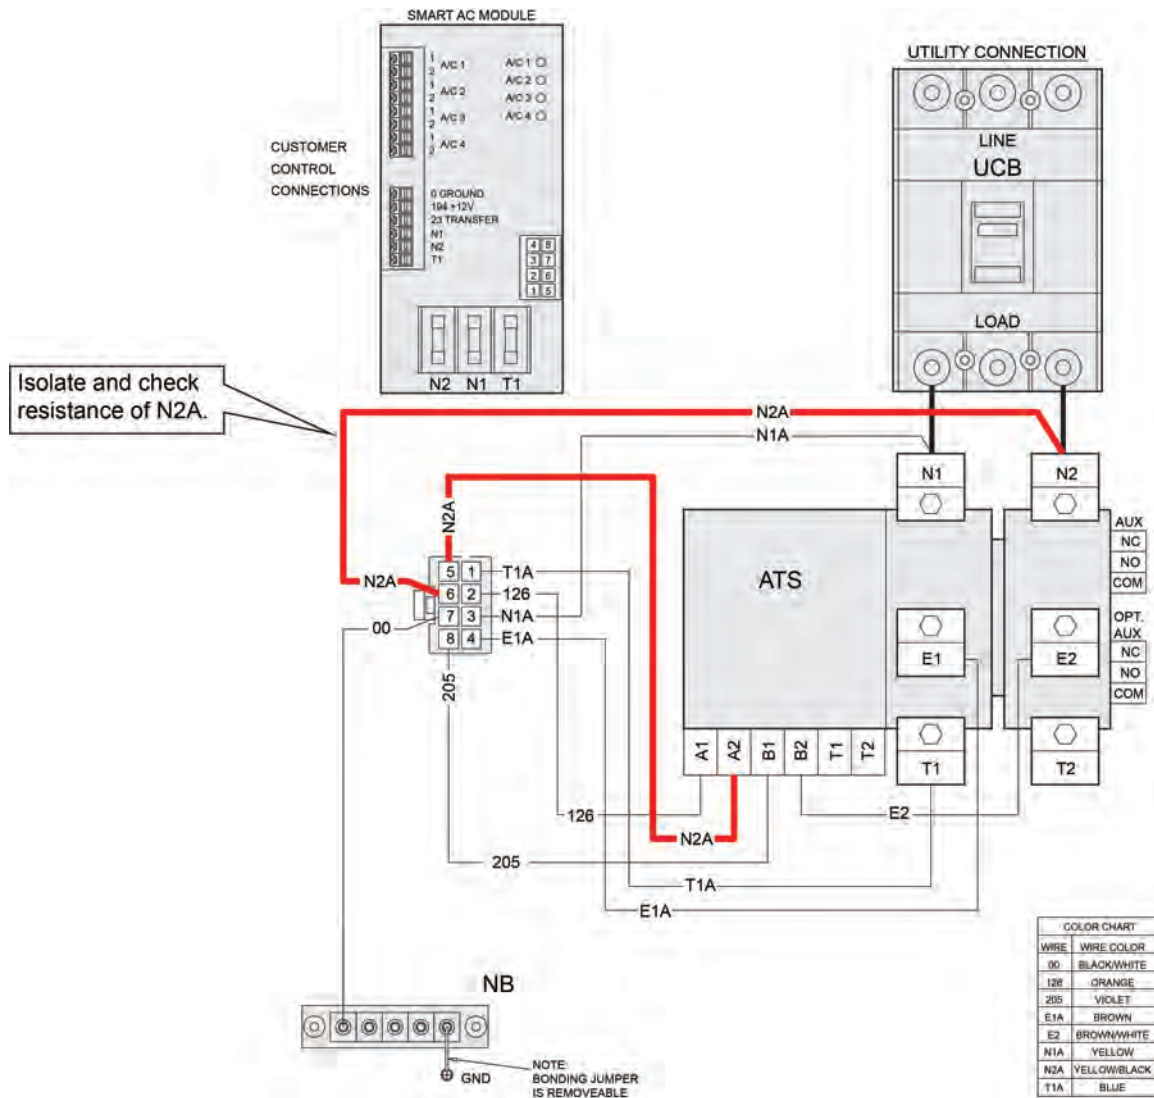 SMART AC MODULE
1
2
A/C 1
1
2
A/C 2
1
2
A/C 3
1
2
A/C 4
A/C 1
A/C 2
A/C 3
A/C 4
CUSTOMER
CONTROL
CONNECTIONS
0 GROUND
194 +12V
23 TRANSFER
N1
N2
T1
4 8
3 7
2 6
1 5
N2 N1 T1
UTILITY CONNECTION
LINE
UCB
LOAD
Isolate and check
resistance of N2A.
N2A
N1A
N2A
N2A
00
205
5 1
6 2
7 3
8 4
T1A
126
N1A
E1A
N1
N2
ATS
E1
E2
T1
T2
AUX
NC
NO
COM
OPT.
AUX
NC
NO
COM
A1 A2 B1 B2 T1 T2
126
N2A
E2
205
T1A
E1A
NB
GND
NOTE:
BONDING JUMPER
IS REMOVEABLE
COLOR CHART
WIRE WIRE COLOR
00 BLACK/WHITE
126 ORANGE
205 VIOLET
E1A BROWN
E2 BROWN/WHITE
N1A YELLOW
N2A YELLOW/BLACK
T1A BLUE